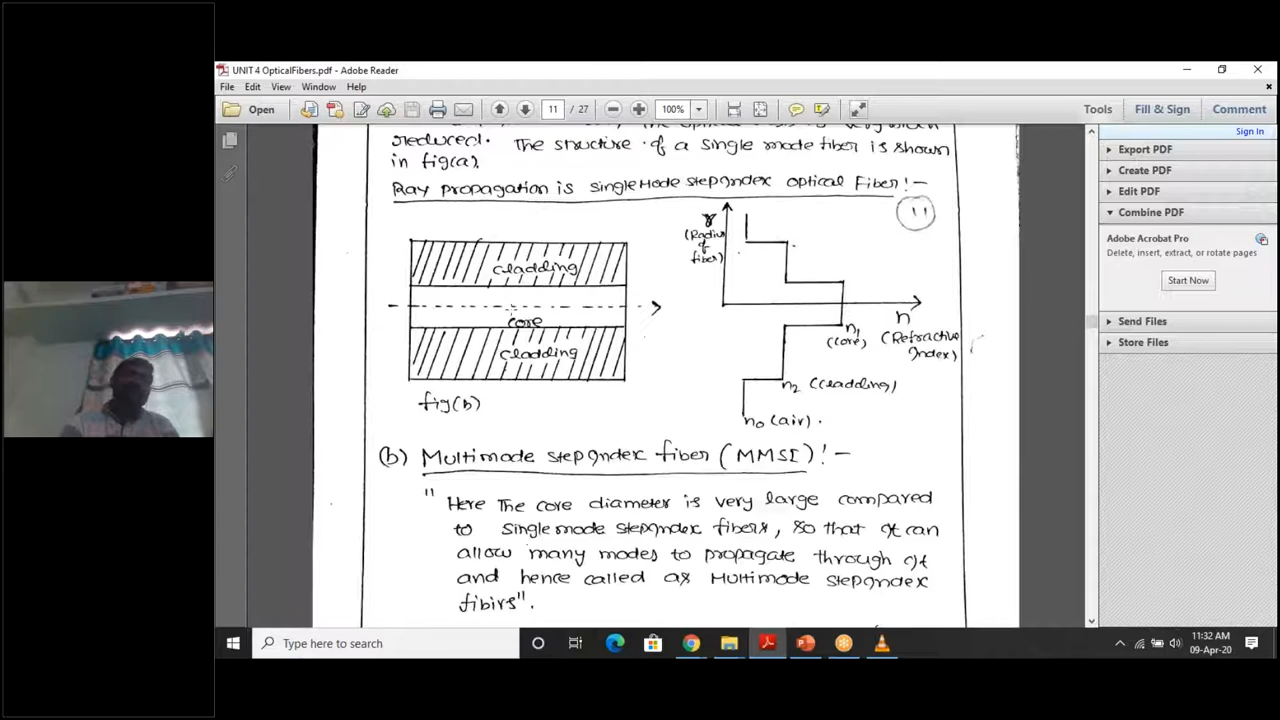 UNIT 4 OpticalFibers.pdf - Adobe Reader
File Edit View Window Help
Open 11 / 27 100% Tools Fill & Sign Comment
Sign In
Export PDF
Create PDF
Edit PDF
Combine PDF
Adobe Acrobat Pro
Delete, insert, extract, or rotate pages
Start Now
Send Files
Store Files
reduced. The structure of a single mode fiber is shown
in fig(a).
Ray propagation is singleMode stepIndex optical Fiber!-
11
cladding
core
cladding
fig(b)
r
(Radius
of
fiber)
n
(Refractive
Index)
n1
(core)
n2 (cladding)
n0 (air).
(b) Multimode stepIndex fiber (MMSI)!-
"Here The core diameter is very large compared
to singlemode stepIndex fibers, so that It can
allow many modes to propagate through It
and hence called as Multimode stepIndex
fibirs".
Type here to search
11:32 AM
09-Apr-20